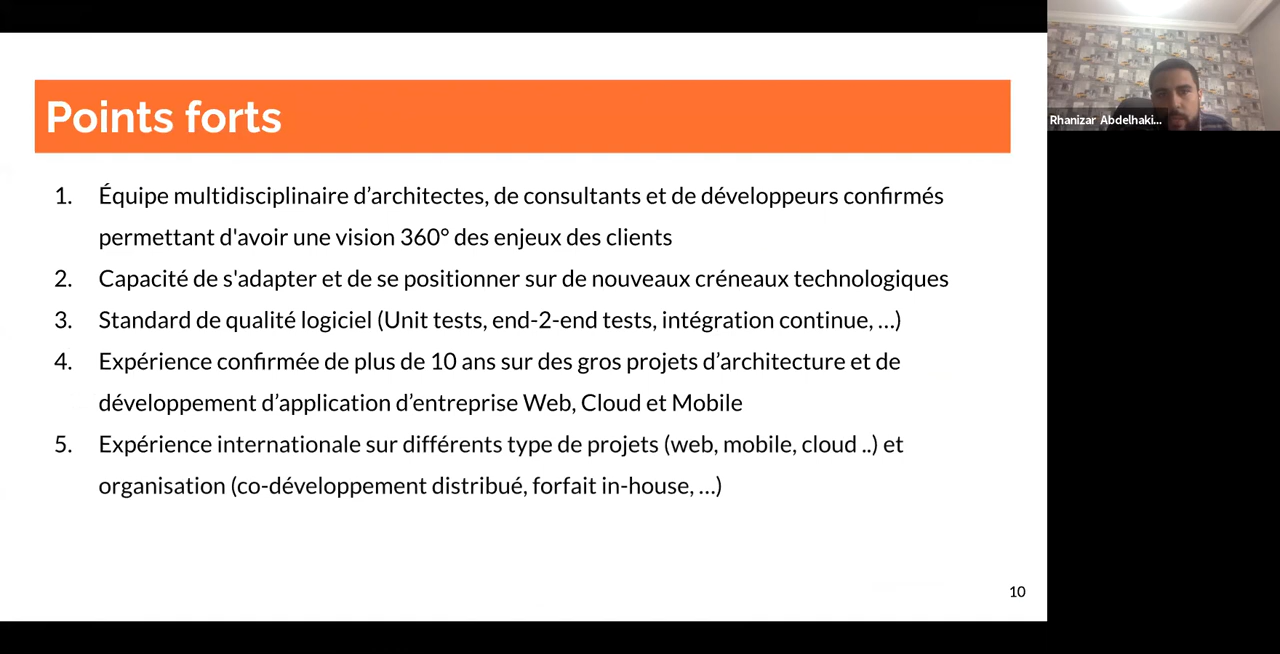 Points forts
Rhanizar Abdelhaki...
1. Équipe multidisciplinaire d’architectes, de consultants et de développeurs confirmés
permettant d'avoir une vision 360° des enjeux des clients
2. Capacité de s'adapter et de se positionner sur de nouveaux créneaux technologiques
3. Standard de qualité logiciel (Unit tests, end-2-end tests, intégration continue, ...)
4. Expérience confirmée de plus de 10 ans sur des gros projets d’architecture et de
développement d’application d’entreprise Web, Cloud et Mobile
5. Expérience internationale sur différents type de projets (web, mobile, cloud ..) et
organisation (co-développement distribué, forfait in-house, ...)
10